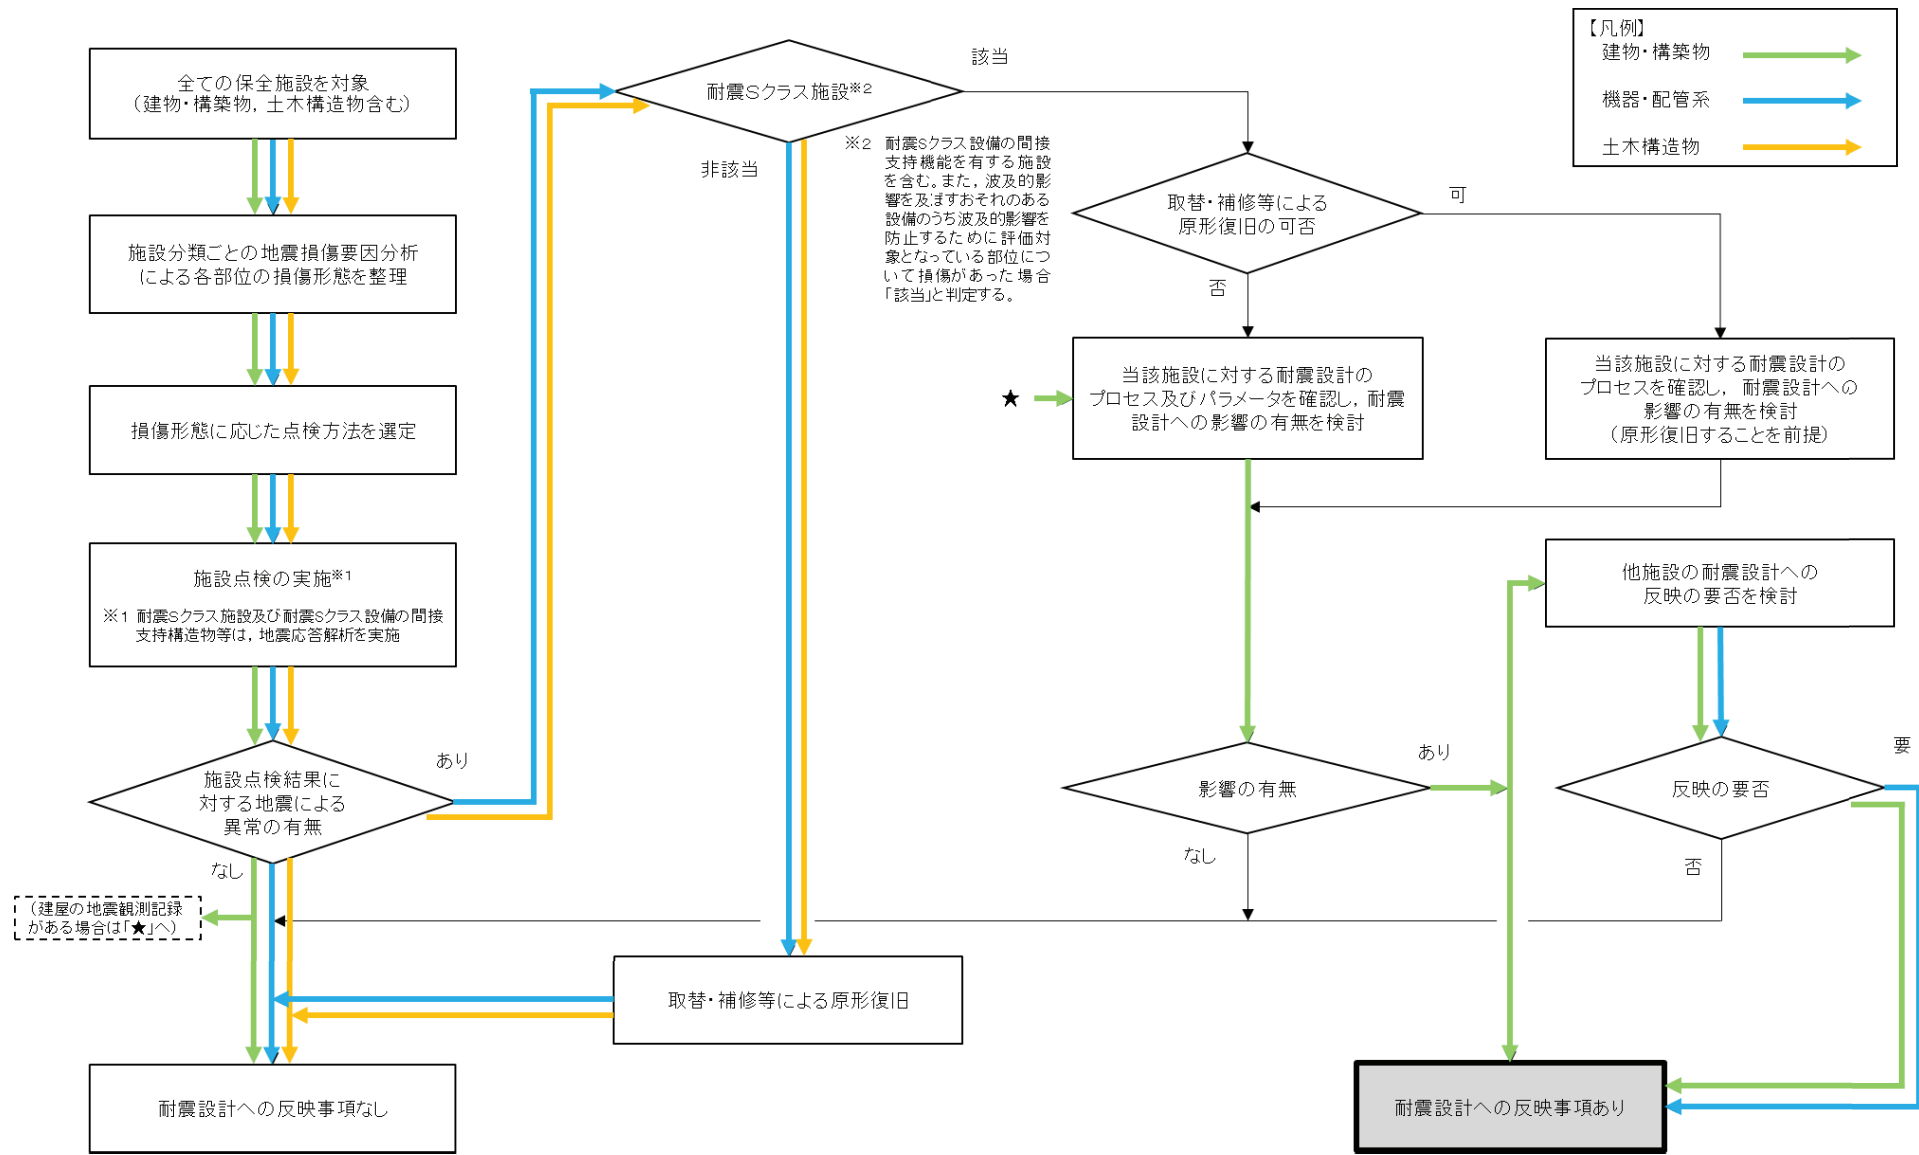 全ての保全施設を対象
（建物・構築物，土木構造物含む）
施設分類ごとの地震損傷要因分析
による各部位の損傷形態を整理
損傷形態に応じた点検方法を選定
施設点検の実施※1
※1 耐震Sクラス施設及び耐震Sクラス設備の間接
支持構造物等は，地震応答解析を実施
施設点検結果に
対する地震による
異常の有無
あり
なし
（建屋の地震観測記録
がある場合は「★」へ）
耐震設計への反映事項なし
耐震Sクラス施設※2
該当
非該当
※2 耐震Sクラス設備の間接
支持機能を有する施設
を含む。また，波及的影
響を及ぼすおそれのある
設備のうち波及的影響を
防止するために評価対
象となっている部位につ
いて損傷があった場合
「該当」と判定する。
取替・補修等による原形復旧
取替・補修等による
原形復旧の可否
可
否
★
当該施設に対する耐震設計の
プロセス及びパラメータを確認し，耐震
設計への影響の有無を検討
当該施設に対する耐震設計の
プロセスを確認し，耐震設計への
影響の有無を検討
（原形復旧することを前提）
影響の有無
あり
なし
他施設の耐震設計への
反映の要否を検討
反映の要否
要
否
耐震設計への反映事項あり
【凡例】
建物・構築物
機器・配管系
土木構造物